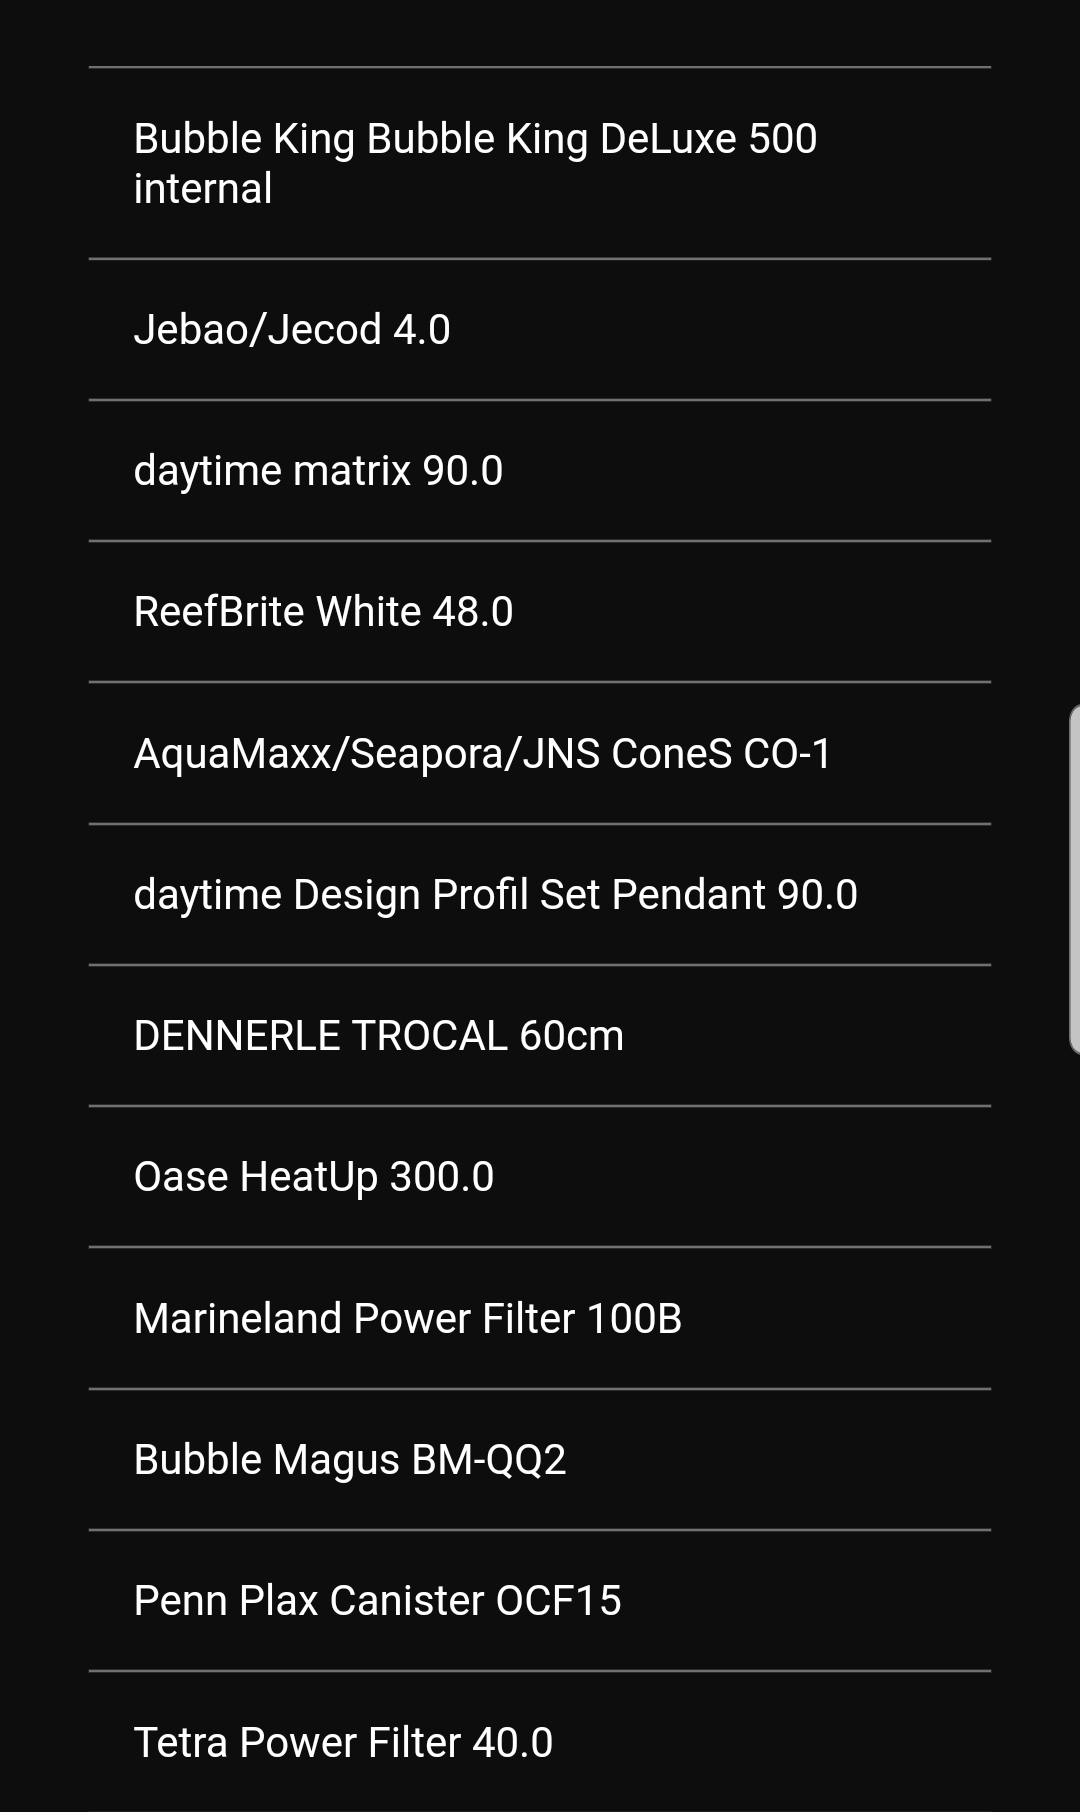 Bubble King Bubble King DeLuxe 500
internal
Jebao/Jecod 4.0
daytime matrix 90.0
ReefBrite White 48.0
AquaMaxx/Seapora/JNS ConeS CO-1
daytime Design Profil Set Pendant 90.0
DENNERLE TROCAL 60cm
Oase HeatUp 300.0
Marineland Power Filter 100B
Bubble Magus BM-QQ2
Penn Plax Canister OCF15
Tetra Power Filter 40.0